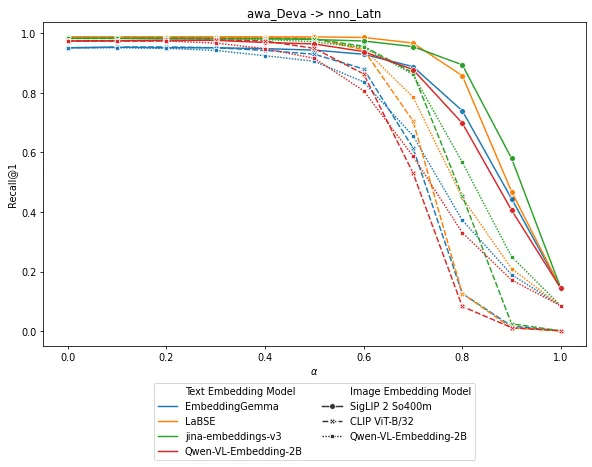 awa_Deva -> nno_Latn
Recall@1
1.0
0.8
0.6
0.4
0.2
0.0
0.0 0.2 0.4 0.6 0.8 1.0
α
Text Embedding Model
EmbeddingGemma
LaBSE
jina-embeddings-v3
Qwen-VL-Embedding-2B
Image Embedding Model
SigLIP 2 So400m
CLIP ViT-B/32
Qwen-VL-Embedding-2B